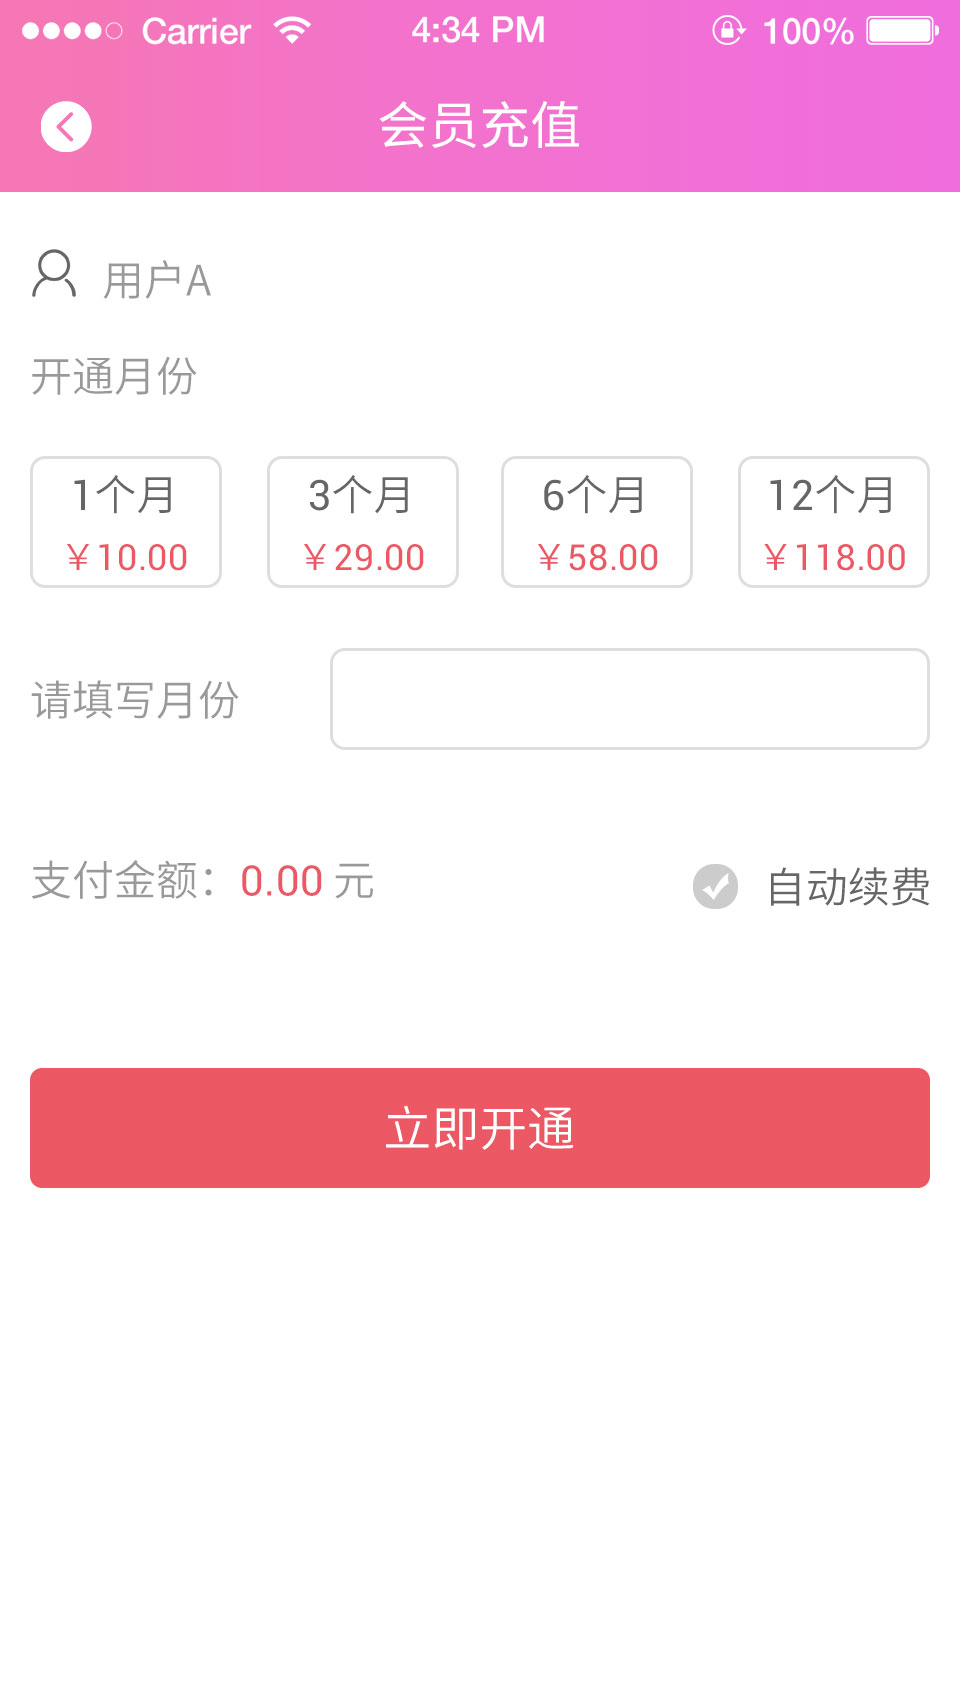 Carrier 4:34 PM 100%
会员充值
用户A
开通月份
1个月 3个月 6个月 12个月
￥10.00 ￥29.00 ￥58.00 ￥118.00
请填写月份
支付金额：0.00 元 自动续费
立即开通